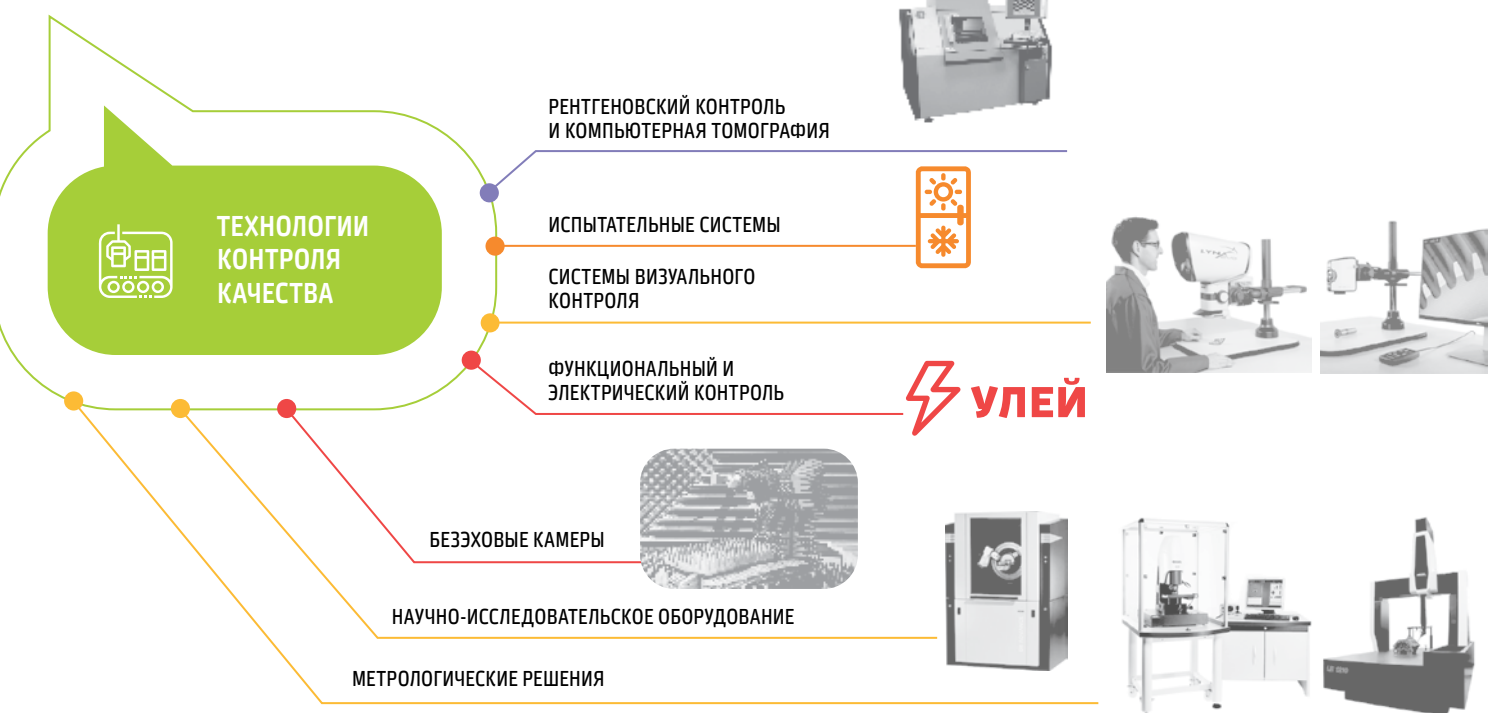 РЕНТГЕНОВСКИЙ КОНТРОЛЬ
И КОМПЬЮТЕРНАЯ ТОМОГРАФИЯ
ТЕХНОЛОГИИ
КОНТРОЛЯ
КАЧЕСТВА
ИСПЫТАТЕЛЬНЫЕ СИСТЕМЫ
СИСТЕМЫ ВИЗУАЛЬНОГО
КОНТРОЛЯ
ФУНКЦИОНАЛЬНЫЙ И
ЭЛЕКТРИЧЕСКИЙ КОНТРОЛЬ
УЛЕЙ
БЕЗЭХОВЫЕ КАМЕРЫ
НАУЧНО-ИССЛЕДОВАТЕЛЬСКОЕ ОБОРУДОВАНИЕ
МЕТРОЛОГИЧЕСКИЕ РЕШЕНИЯ